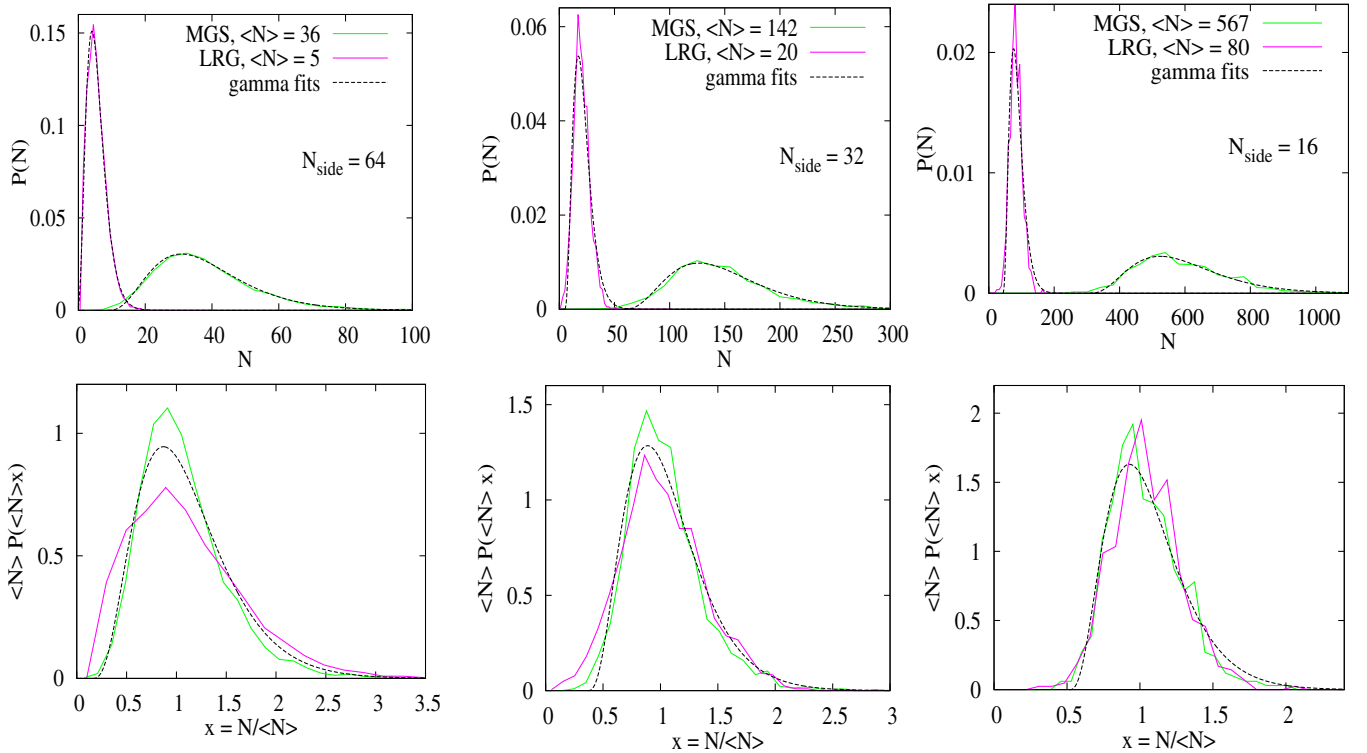 MGS, <N> = 36
LRG, <N> = 5
gamma fits
N_side = 64
P(N)
0.15
0.1
0.05
0
0 20 40 60 80 100
N
MGS, <N> = 142
LRG, <N> = 20
gamma fits
N_side = 32
P(N)
0.06
0.04
0.02
0
0 50 100 150 200 250 300
N
MGS, <N> = 567
LRG, <N> = 80
gamma fits
N_side = 16
P(N)
0.02
0.01
0
0 200 400 600 800 1000
N
<N> P(<N>x)
1
0.5
0
0 0.5 1 1.5 2 2.5 3 3.5
x = N/<N>
<N> P(<N> x)
1.5
1
0.5
0
0 0.5 1 1.5 2 2.5 3
x = N/<N>
<N> P(<N> x)
2
1.5
1
0.5
0
0 0.5 1 1.5 2
x = N/<N>